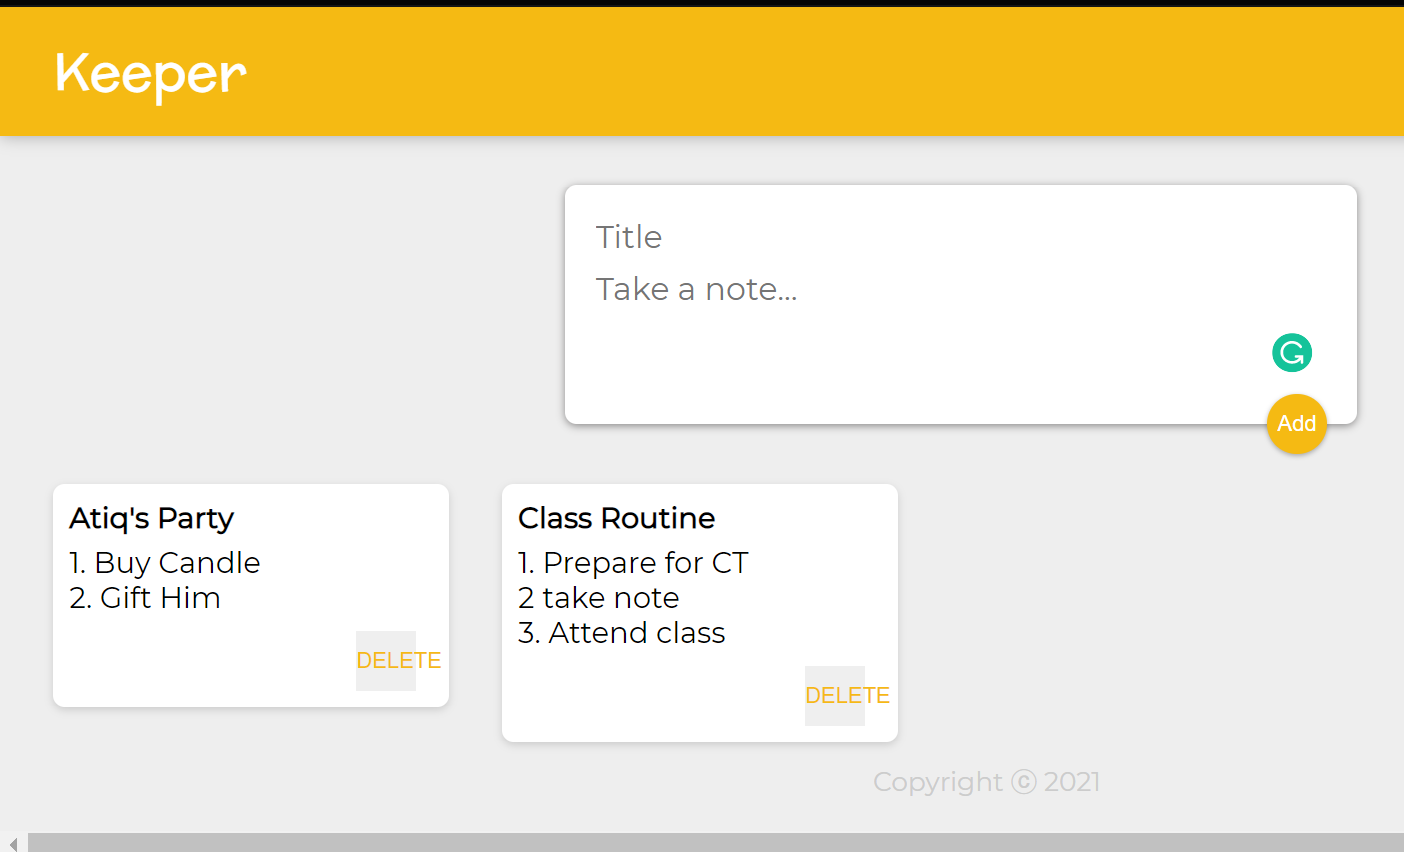 Keeper
Title
Take a note...
Add
Atiq's Party
1. Buy Candle
2. Gift Him
DELETE
Class Routine
1. Prepare for CT
2 take note
3. Attend class
DELETE
Copyright ⓒ 2021